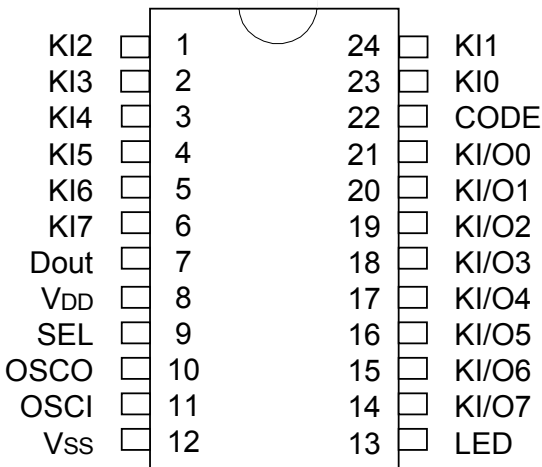 KI2 1 24 KI1
KI3 2 23 KI0
KI4 3 22 CODE
KI5 4 21 KI/O0
KI6 5 20 KI/O1
KI7 6 19 KI/O2
Dout 7 18 KI/O3
VDD 8 17 KI/O4
SEL 9 16 KI/O5
OSCO 10 15 KI/O6
OSCI 11 14 KI/O7
VSS 12 13 LED